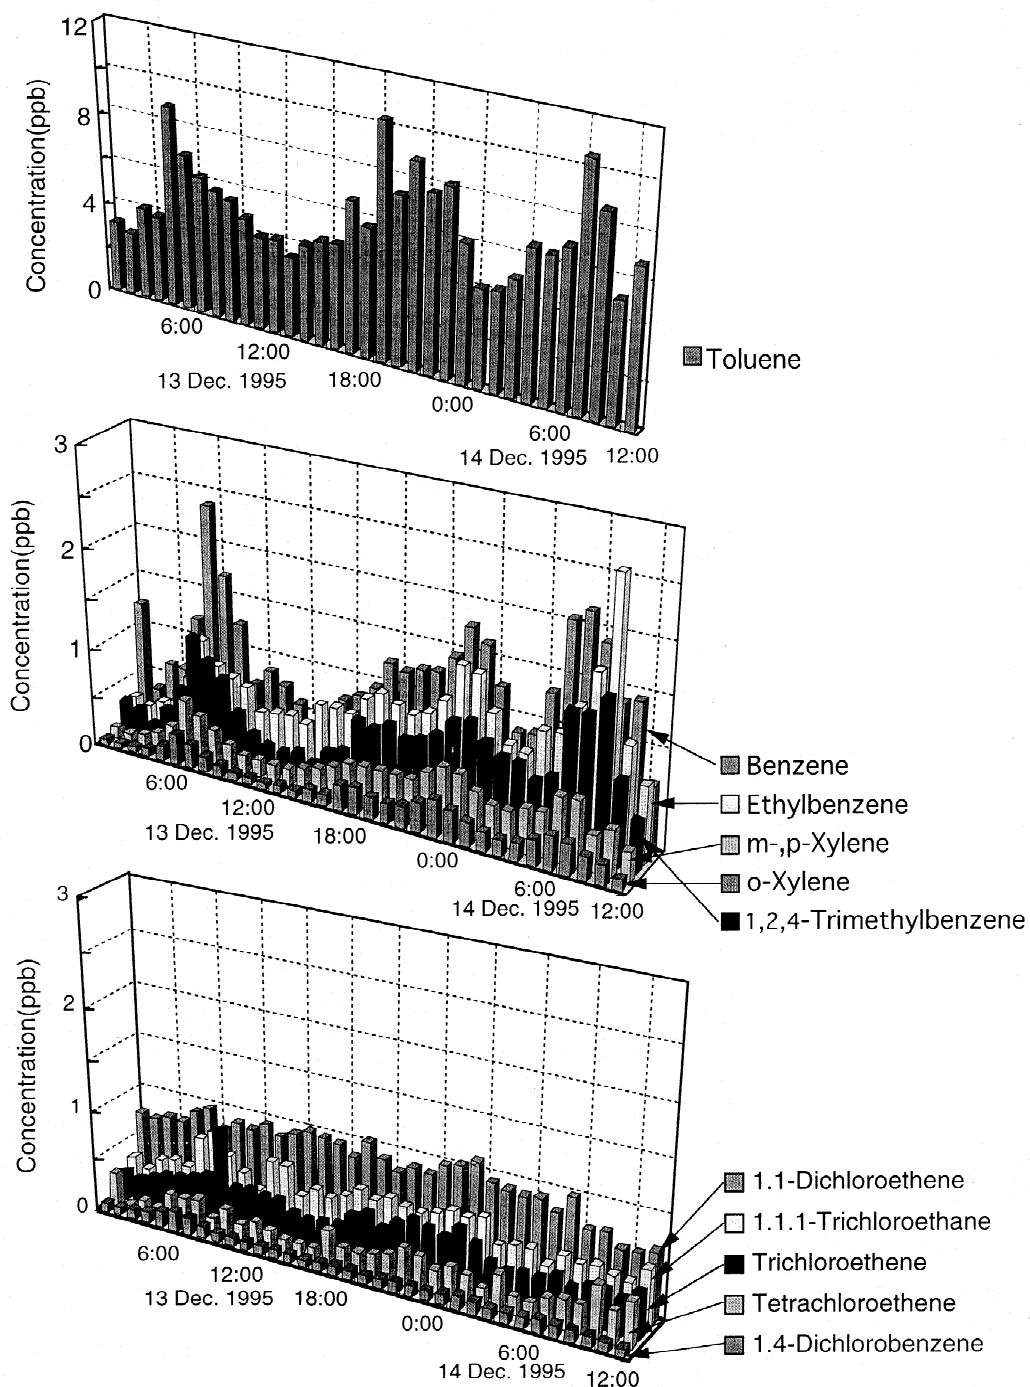 12
8
4
0
Concentration(ppb)
6:00
12:00
13 Dec. 1995
18:00
0:00
6:00
14 Dec. 1995
12:00
Toluene
3
2
1
0
Concentration(ppb)
6:00
12:00
13 Dec. 1995
18:00
0:00
6:00
14 Dec. 1995
12:00
Benzene
Ethylbenzene
m-,p-Xylene
o-Xylene
1,2,4-Trimethylbenzene
3
2
1
0
Concentration(ppb)
6:00
12:00
13 Dec. 1995
18:00
0:00
6:00
14 Dec. 1995
12:00
1.1-Dichloroethene
1.1.1-Trichloroethane
Trichloroethene
Tetrachloroethene
1.4-Dichlorobenzene